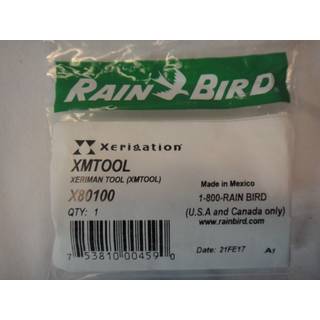 RAIN BIRD
Xerigation
XMTOOL
XERIMAN TOOL (XMTOOL)
X80100
QTY: 1
Made in Mexico
1-800-RAIN BIRD
(U.S.A and Canada only)
www.rainbird.com
Date: 21FE17 A1
7 53810 00459 0